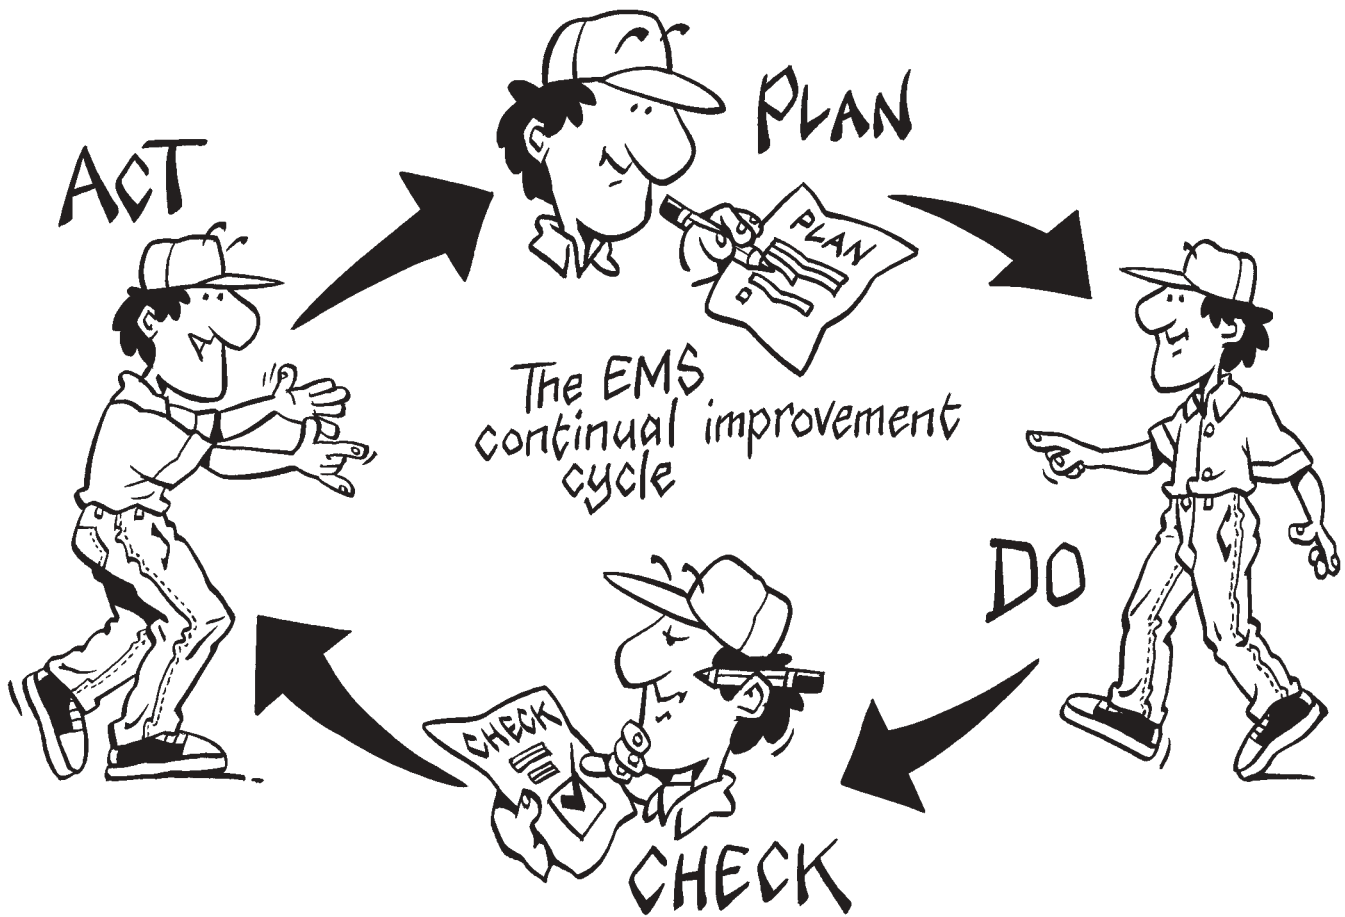 PLAN
ACT
PLAN
The EMS
continual improvement
cycle
DO
CHECK
CHECK